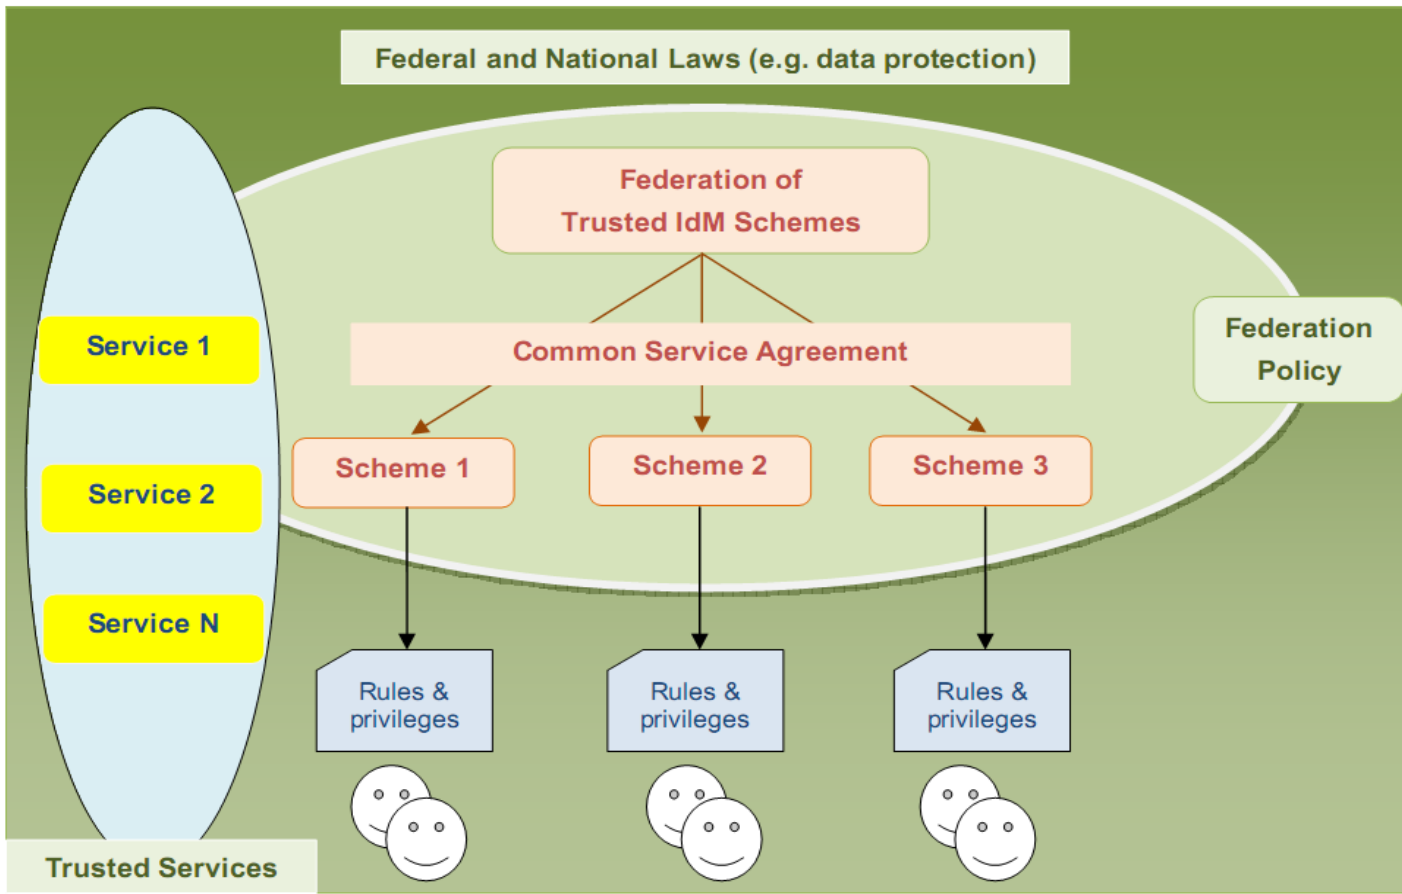 Federal and National Laws (e.g. data protection)
Federation of
Trusted IdM Schemes
Common Service Agreement
Federation
Policy
Service 1
Service 2
Service N
Scheme 1
Scheme 2
Scheme 3
Rules &
privileges
Rules &
privileges
Rules &
privileges
Trusted Services